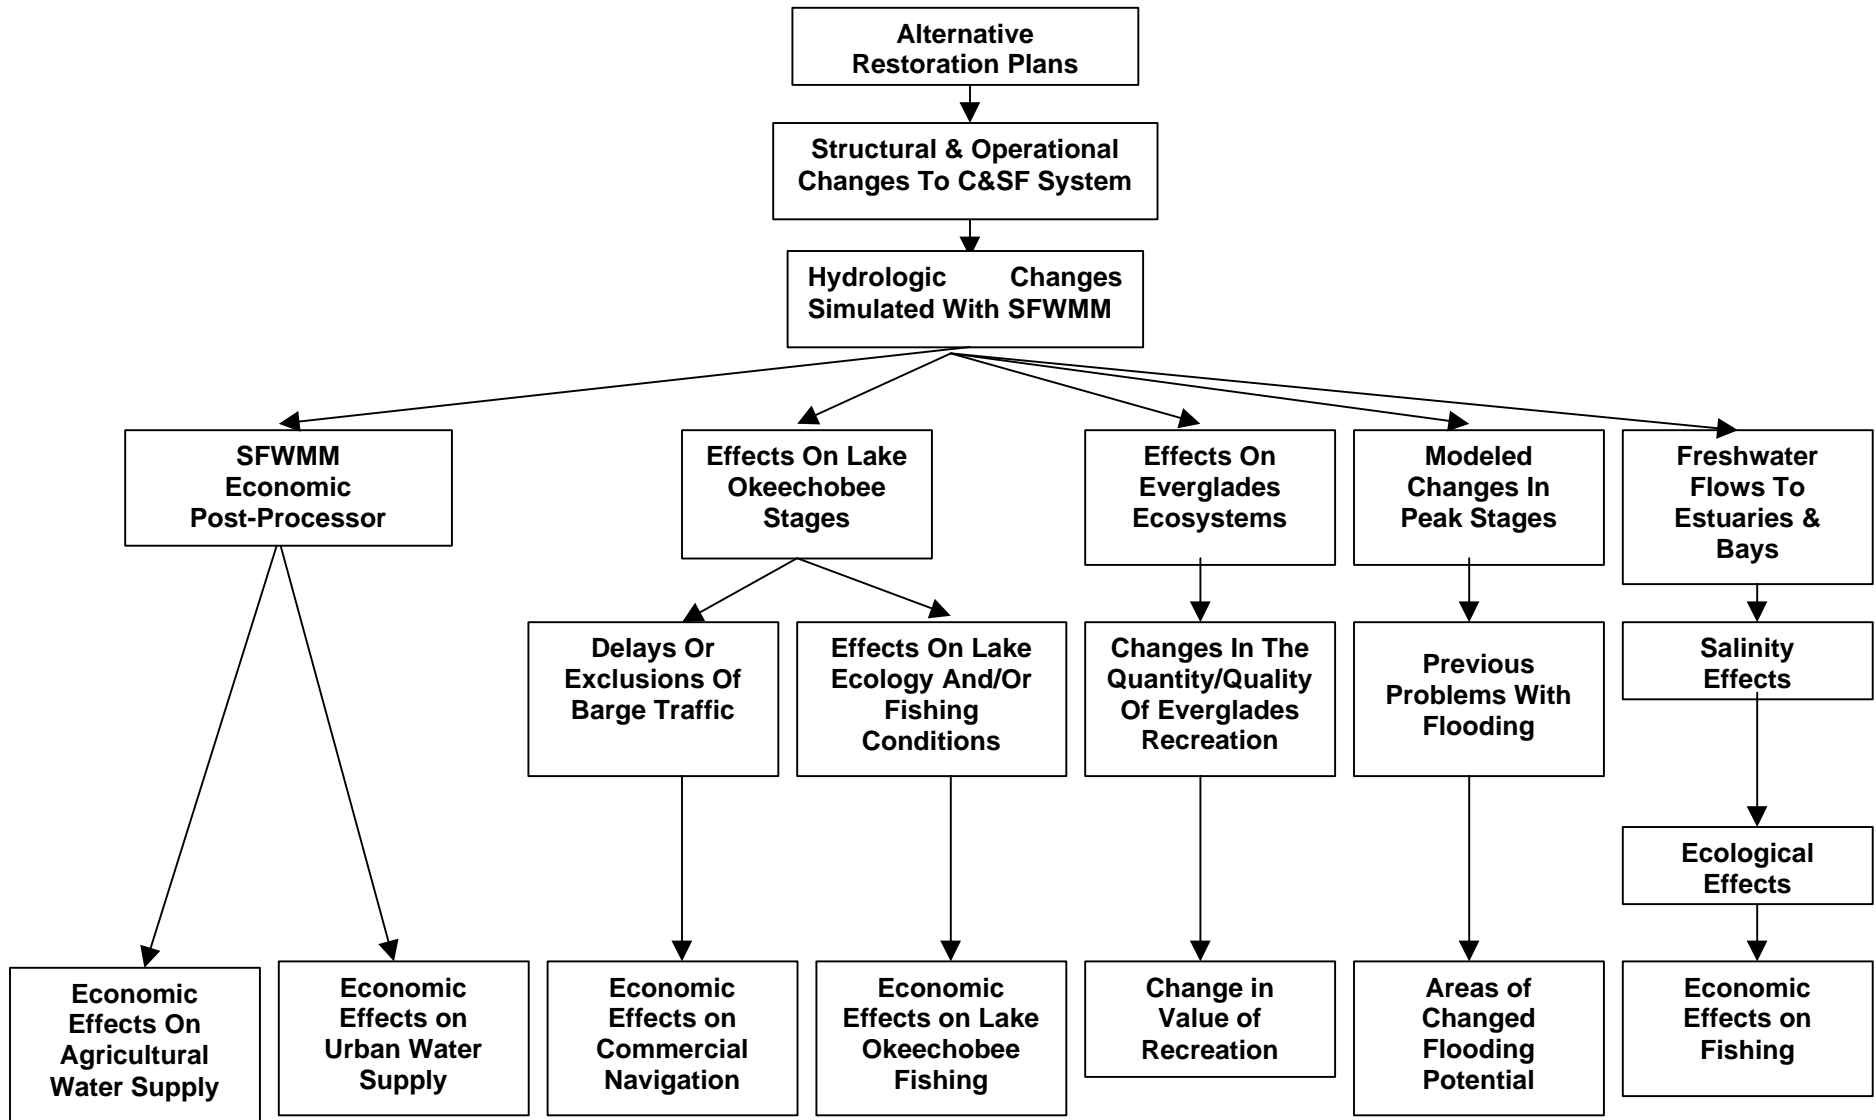 Alternative
Restoration Plans
Structural & Operational
Changes To C&SF System
Hydrologic Changes
Simulated With SFWMM
SFWMM
Economic
Post-Processor
Effects On Lake
Okeechobee
Stages
Effects On
Everglades
Ecosystems
Modeled
Changes In
Peak Stages
Freshwater
Flows To
Estuaries &
Bays
Delays Or
Exclusions Of
Barge Traffic
Effects On Lake
Ecology And/Or
Fishing
Conditions
Changes In The
Quantity/Quality
Of Everglades
Recreation
Previous
Problems With
Flooding
Salinity
Effects
Ecological
Effects
Economic
Effects On
Agricultural
Water Supply
Economic
Effects on
Urban Water
Supply
Economic
Effects on
Commercial
Navigation
Economic
Effects on Lake
Okeechobee
Fishing
Change in
Value of
Recreation
Areas of
Changed
Flooding
Potential
Economic
Effects on
Fishing